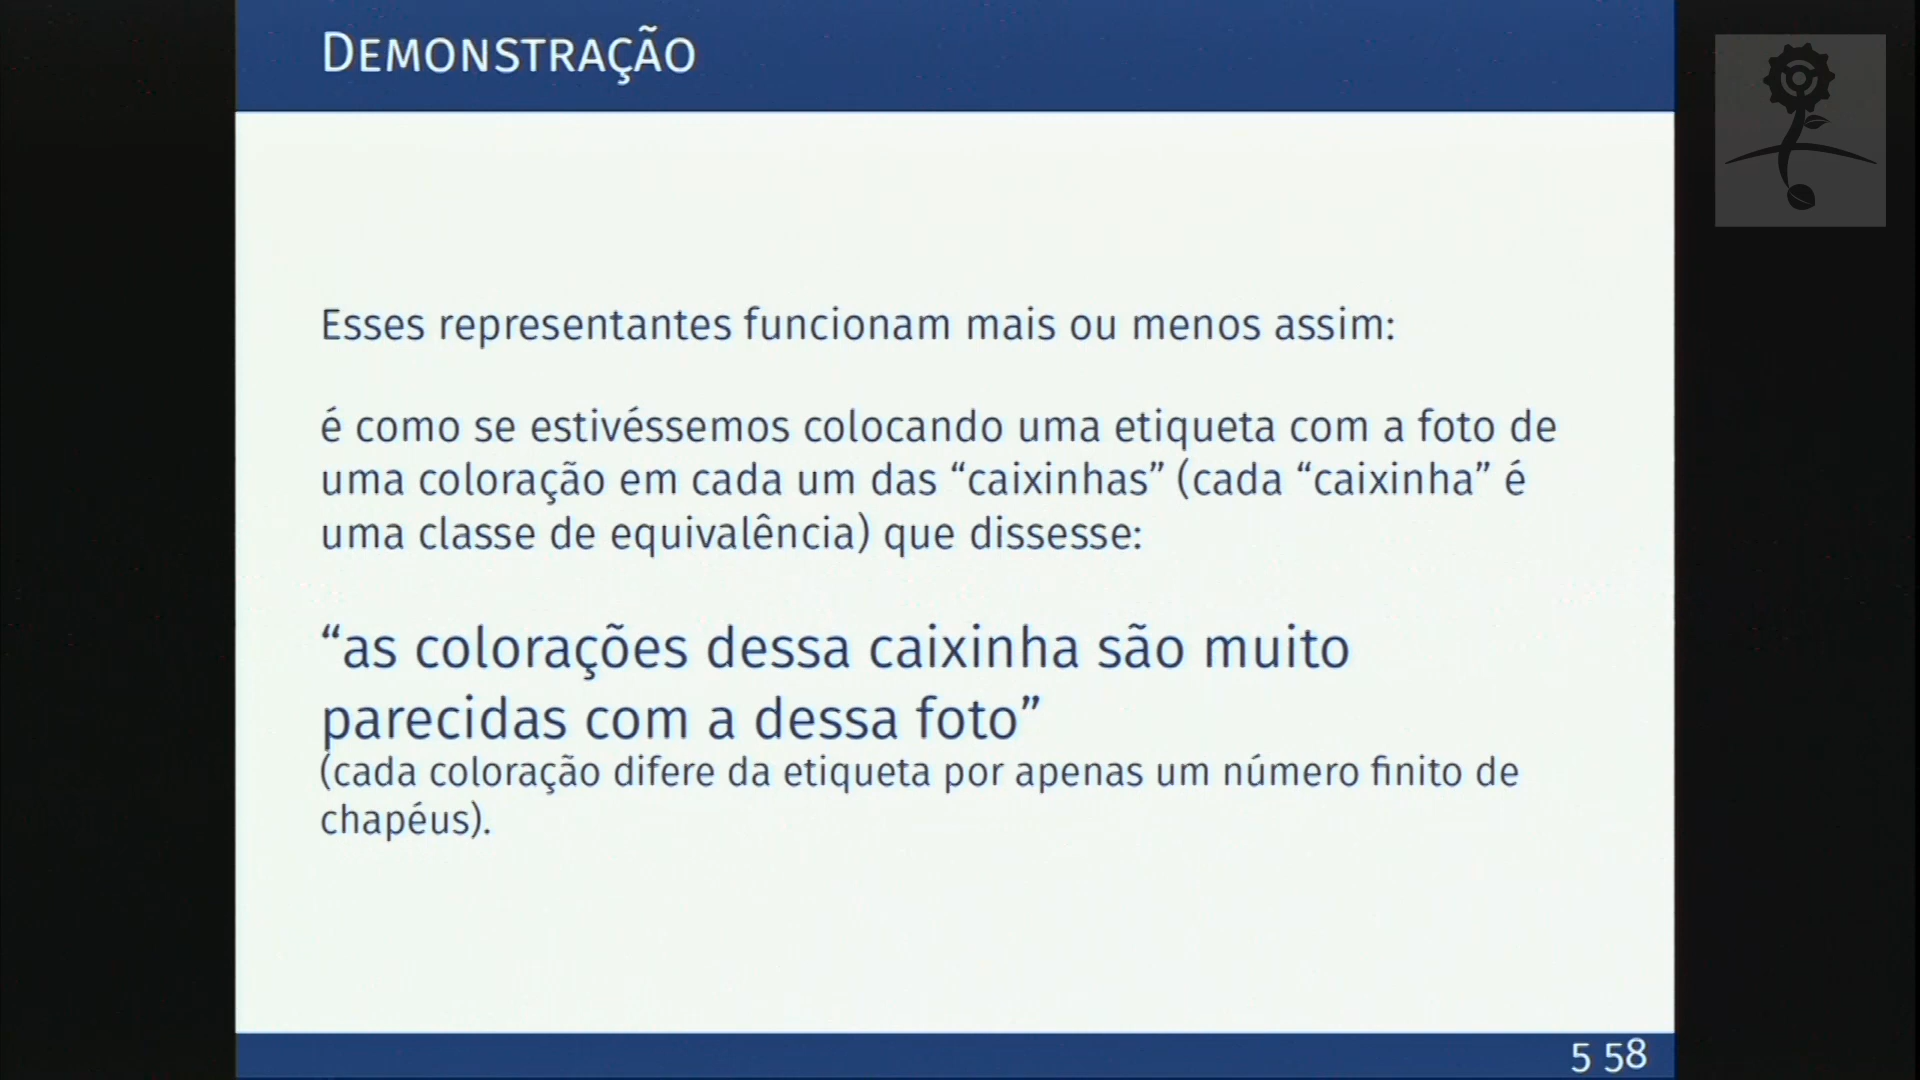 DEMONSTRAÇÃO
Esses representantes funcionam mais ou menos assim:
é como se estivéssemos colocando uma etiqueta com a foto de
uma coloração em cada um das “caixinhas” (cada “caixinha” é
uma classe de equivalência) que dissesse:
“as colorações dessa caixinha são muito
parecidas com a dessa foto”
(cada coloração difere da etiqueta por apenas um número finito de
chapéus).
5 58